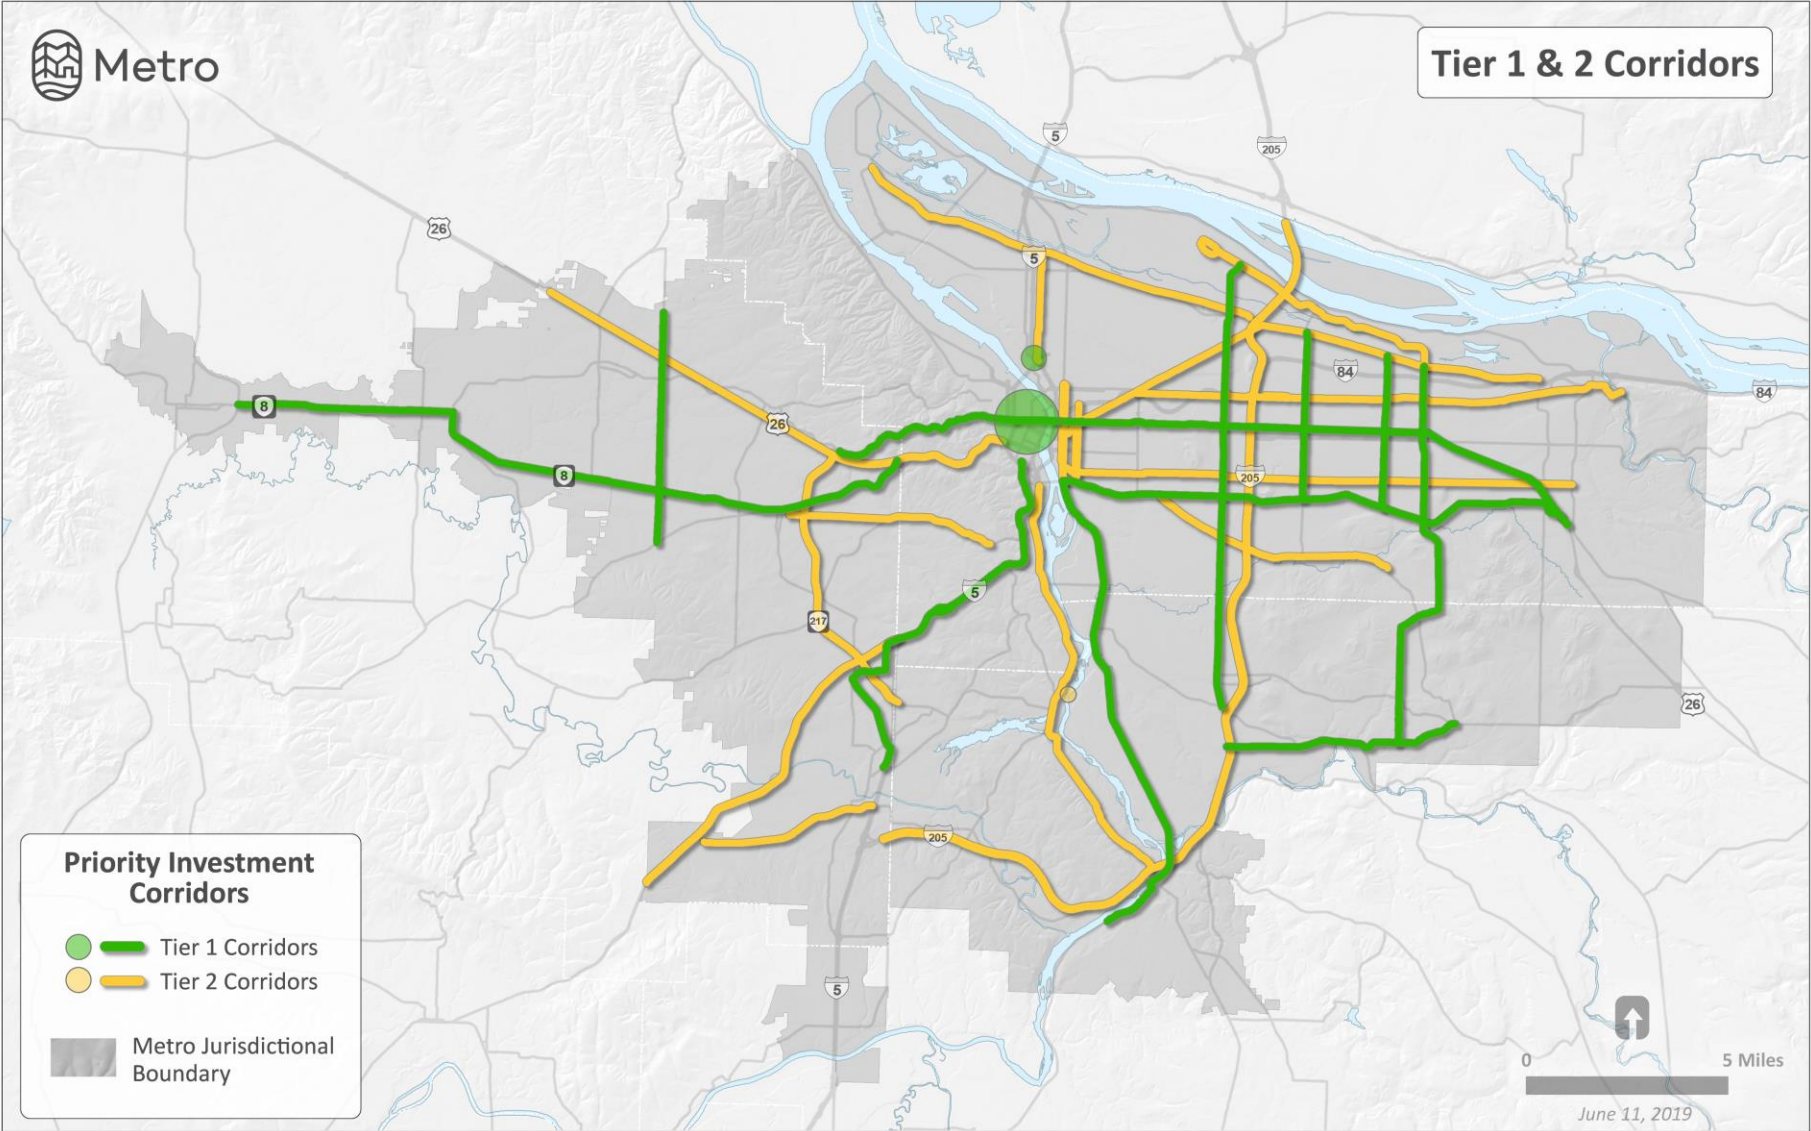 Metro
Tier 1 & 2 Corridors
5
205
26
5
84
84
8
26
8
205
5
217
26
205
5
Priority Investment
Corridors
Tier 1 Corridors
Tier 2 Corridors
Metro Jurisdictional
Boundary
0
5 Miles
June 11, 2019